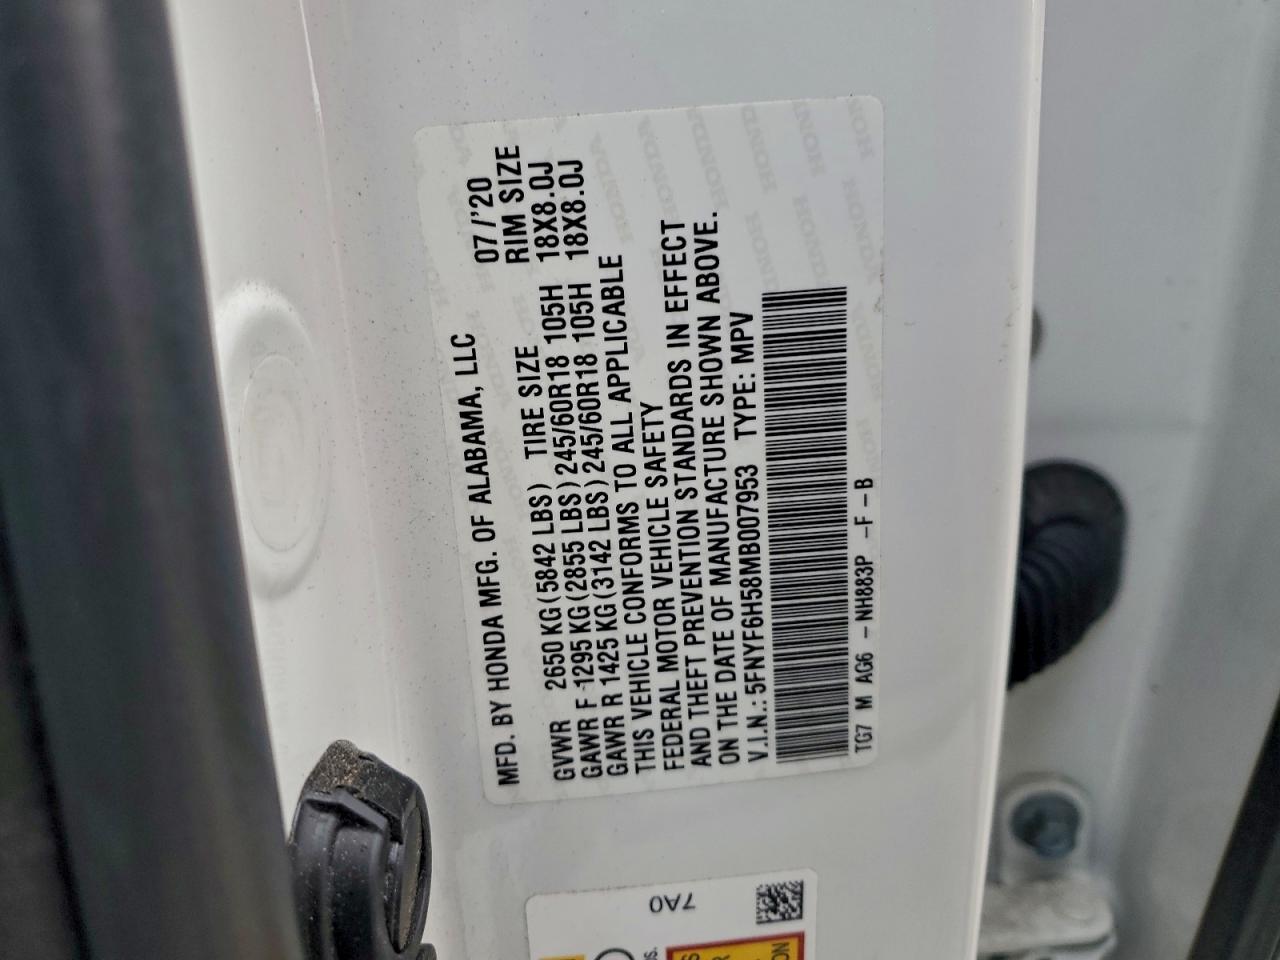 MFD. BY HONDA MFG. OF ALABAMA, LLC 07/'20
GVWR 2650 KG (5842 LBS) TIRE SIZE RIM SIZE
GAWR F 1295 KG (2855 LBS) 245/60R18 105H 18X8.0J
GAWR R 1425 KG (3142 LBS) 245/60R18 105H 18X8.0J
THIS VEHICLE CONFORMS TO ALL APPLICABLE
FEDERAL MOTOR VEHICLE SAFETY
AND THEFT PREVENTION STANDARDS IN EFFECT
ON THE DATE OF MANUFACTURE SHOWN ABOVE.
V.I.N.: 5FNYF6H58MB007953 TYPE: MPV
TG7 M AG6 - NH883P -F-B
7A0